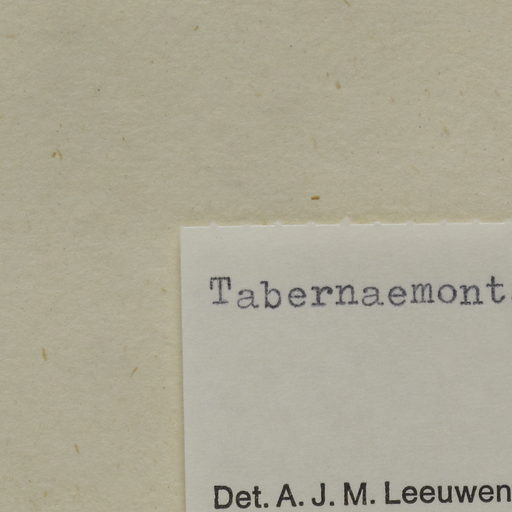 Tabernaemont
Det. A. J. M. Leeuwen